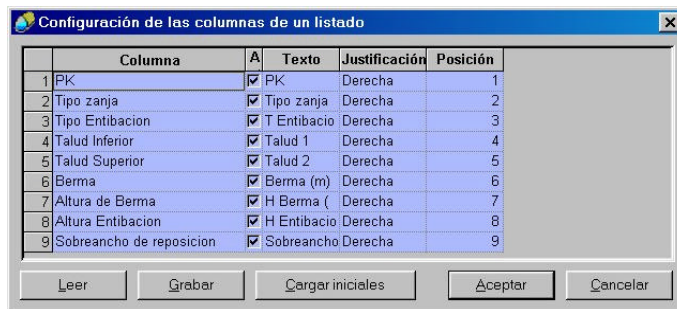 Configuración de las columnas de un listado
Columna A Texto Justificación Posición
1 PK PK Derecha 1
2 Tipo zanja Tipo zanja Derecha 2
3 Tipo Entibacion T Entibacio Derecha 3
4 Talud Inferior Talud 1 Derecha 4
5 Talud Superior Talud 2 Derecha 5
6 Berma Berma (m) Derecha 6
7 Altura de Berma H Berma ( Derecha 7
8 Altura Entibacion H Entibacio Derecha 8
9 Sobreancho de reposicion Sobreancho Derecha 9
Leer Grabar Cargar iniciales Aceptar Cancelar